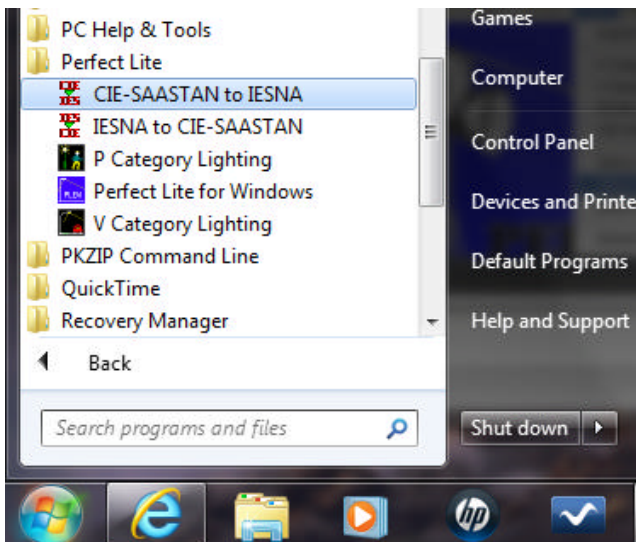 PC Help & Tools
Perfect Lite
CIE-SAASTAN to IESNA
IESNA to CIE-SAASTAN
P Category Lighting
Perfect Lite for Windows
V Category Lighting
PKZIP Command Line
QuickTime
Recovery Manager
Back
Search programs and files
Games
Computer
Control Panel
Devices and Printe
Default Programs
Help and Support
Shut down
hp